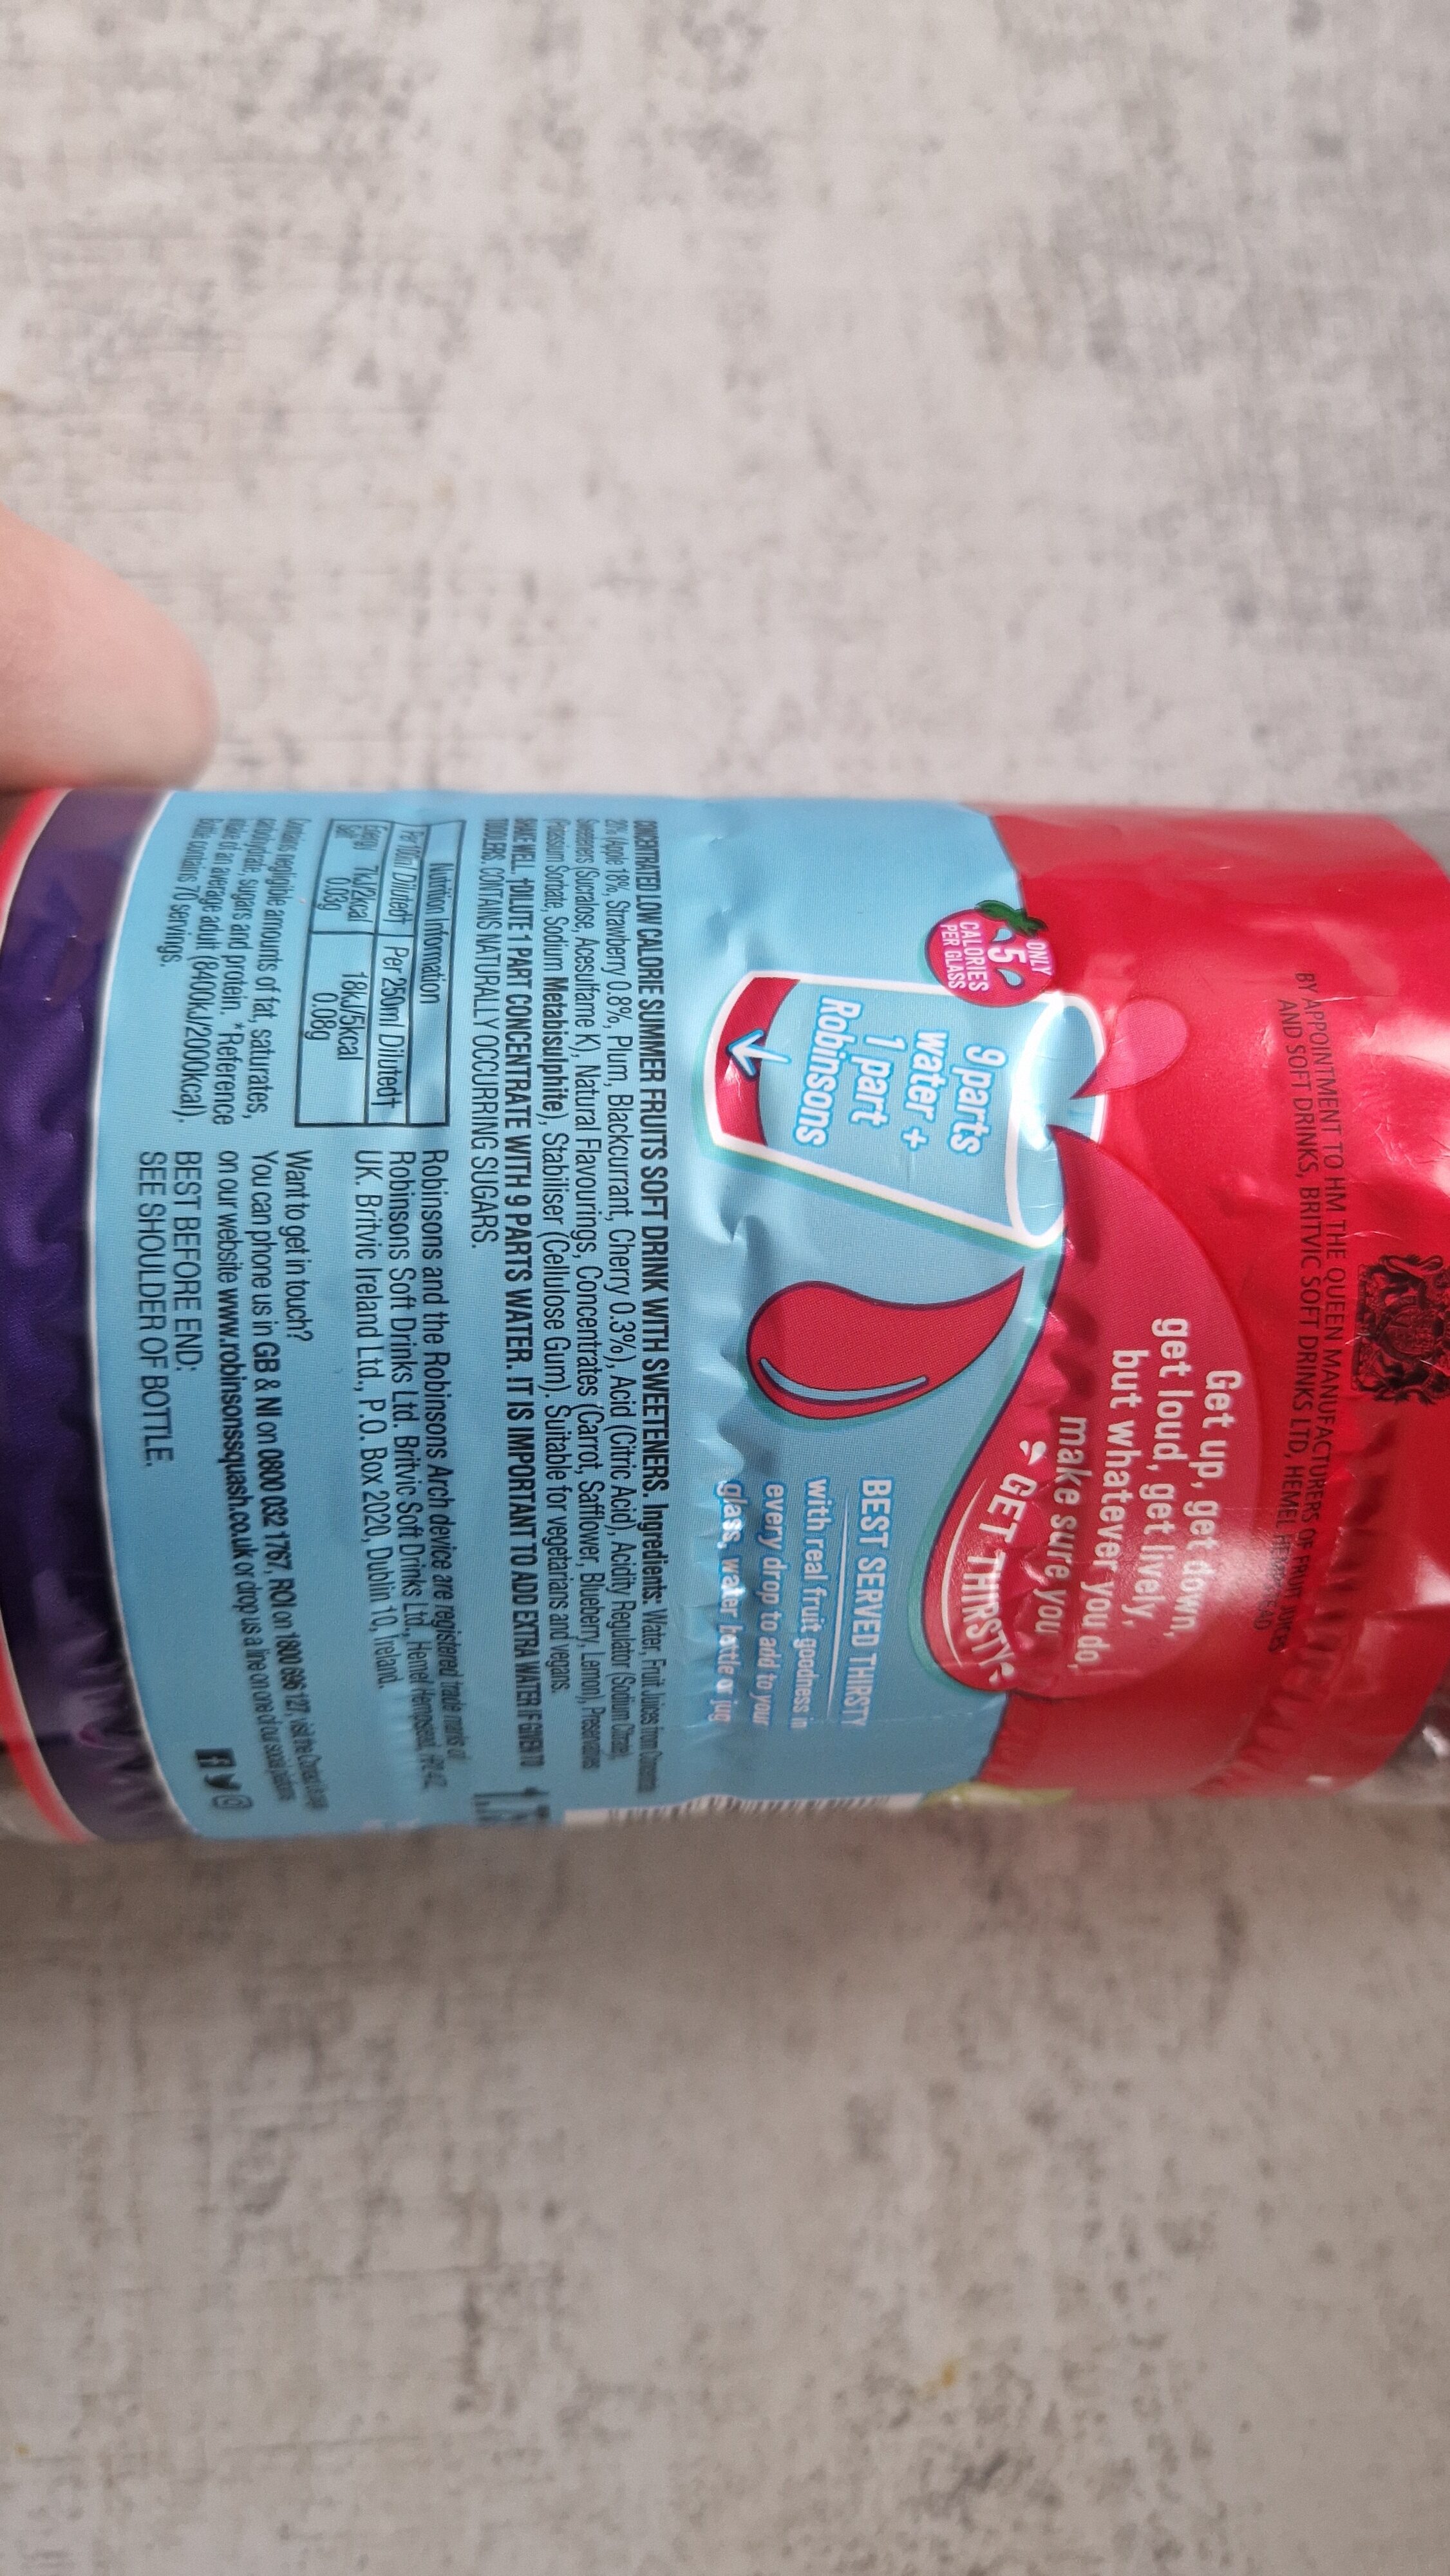 BY APPOINTMENT TO HM THE QUEEN MANUFACTURERS OF FRUIT JUICES
AND SOFT DRINKS, BRITVIC SOFT DRINKS LTD, HEMEL HEMPSTEAD
Get up, get down,
get loud, get lively,
but whatever you do,
make sure you
GET THIRSTY
ONLY
5
CALORIES
PER GLASS
9 parts
water +
1 part
Robinsons
BEST SERVED THIRSTY
with real fruit goodness in
every drop to add to your
glass, water bottle or jug
CONCENTRATED LOW CALORIE SUMMER FRUITS SOFT DRINK WITH SWEETENERS. Ingredients: Water, Fruit Juices from Concentrate
20% (Apple 18%, Strawberry 0.8%, Plum, Blackcurrant, Cherry 0.3%), Acid (Citric Acid), Acidity Regulator (Sodium Citrate),
Sweeteners (Sucralose, Acesulfame K), Natural Flavourings, Concentrates (Carrot, Safflower, Blueberry, Lemon), Preservatives
(Potassium Sorbate, Sodium Metabisulphite), Stabiliser (Cellulose Gum). Suitable for vegetarians and vegans.
SHAKE WELL. †DILUTE 1 PART CONCENTRATE WITH 9 PARTS WATER. IT IS IMPORTANT TO ADD EXTRA WATER IF GIVEN TO
TODDLERS. CONTAINS NATURALLY OCCURRING SUGARS.
Nutrition Information
Per 100ml Diluted† Per 250ml Diluted†
Energy 7kJ/2kcal 18kJ/5kcal
Salt 0.03g 0.08g
Contains negligible amounts of fat, saturates,
carbohydrate, sugars and protein. *Reference
intake of an average adult (8400kJ/2000kcal).
Bottle contains 70 servings.
Robinsons and the Robinsons Arch device are registered trade marks of
Robinsons Soft Drinks Ltd. Britvic Soft Drinks Ltd., Hemel Hempstead, HP2 4TZ,
UK. Britvic Ireland Ltd., P.O. Box 2020, Dublin 10, Ireland.
Want to get in touch?
You can phone us in GB & NI on 0800 032 1767, ROI on 1800 696 127, visit the Contact Us page
on our website www.robinsonssquash.co.uk or drop us a line on one of our social platforms
BEST BEFORE END:
SEE SHOULDER OF BOTTLE.